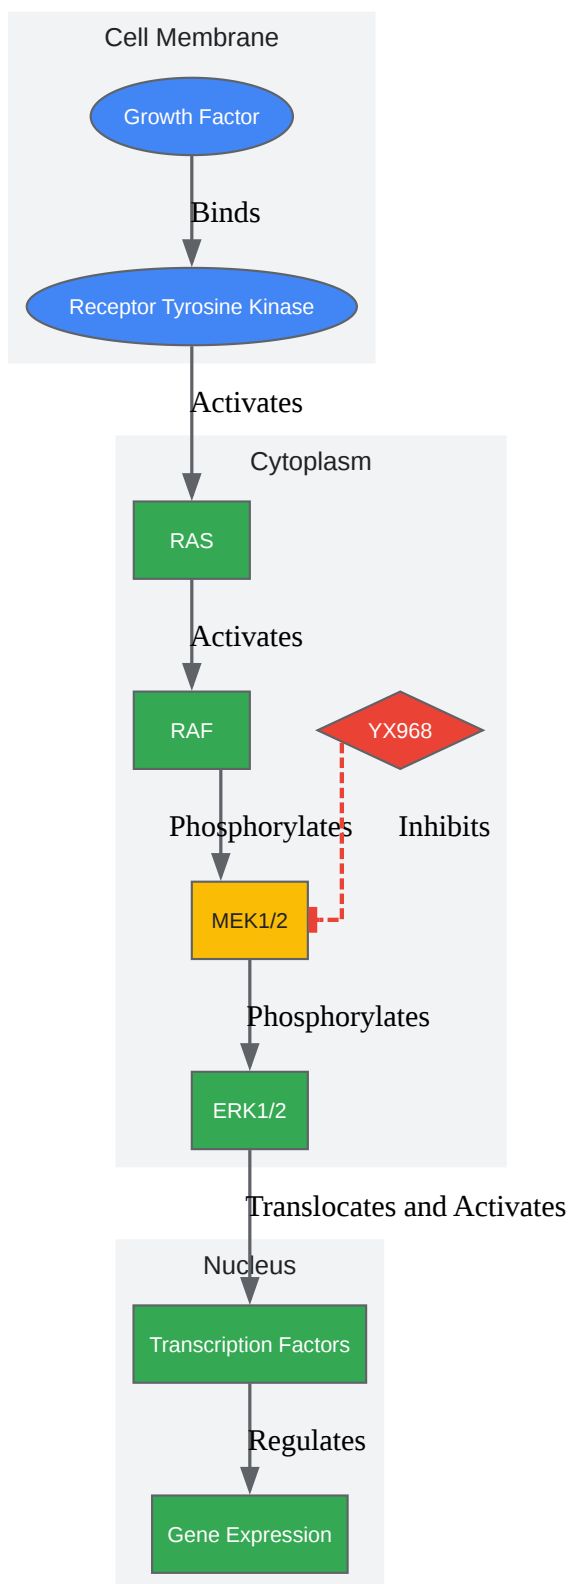 Cell Membrane
Growth Factor
Binds
Receptor Tyrosine Kinase
Activates
Cytoplasm
RAS
Activates
RAF
YX968
Phosphorylates
Inhibits
MEK1/2
Phosphorylates
ERK1/2
Translocates and Activates
Nucleus
Transcription Factors
Regulates
Gene Expression